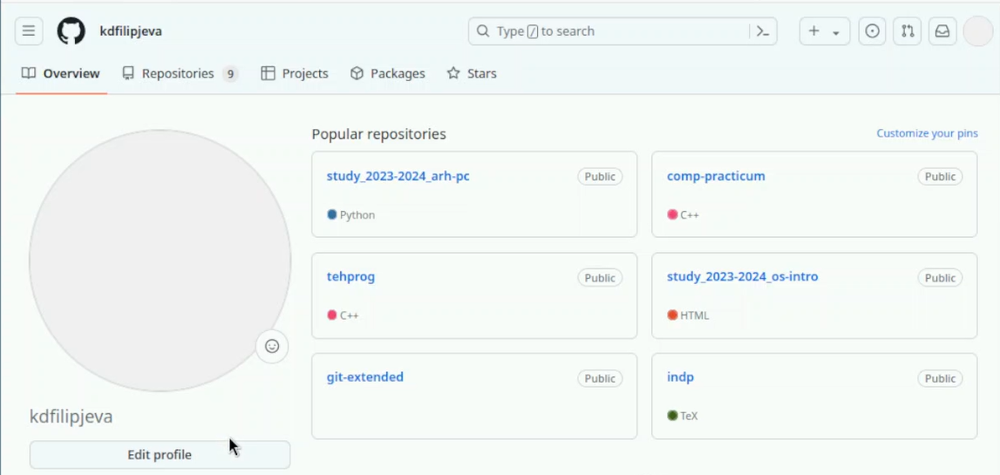 kdfilipjeva
Type / to search
Overview Repositories 9 Projects Packages Stars
Popular repositories
Customize your pins
study_2023-2024_arh-pc Public
Python
comp-practicum Public
C++
tehprog Public
C++
study_2023-2024_os-intro Public
HTML
git-extended Public
indp Public
TeX
kdfilipjeva
Edit profile